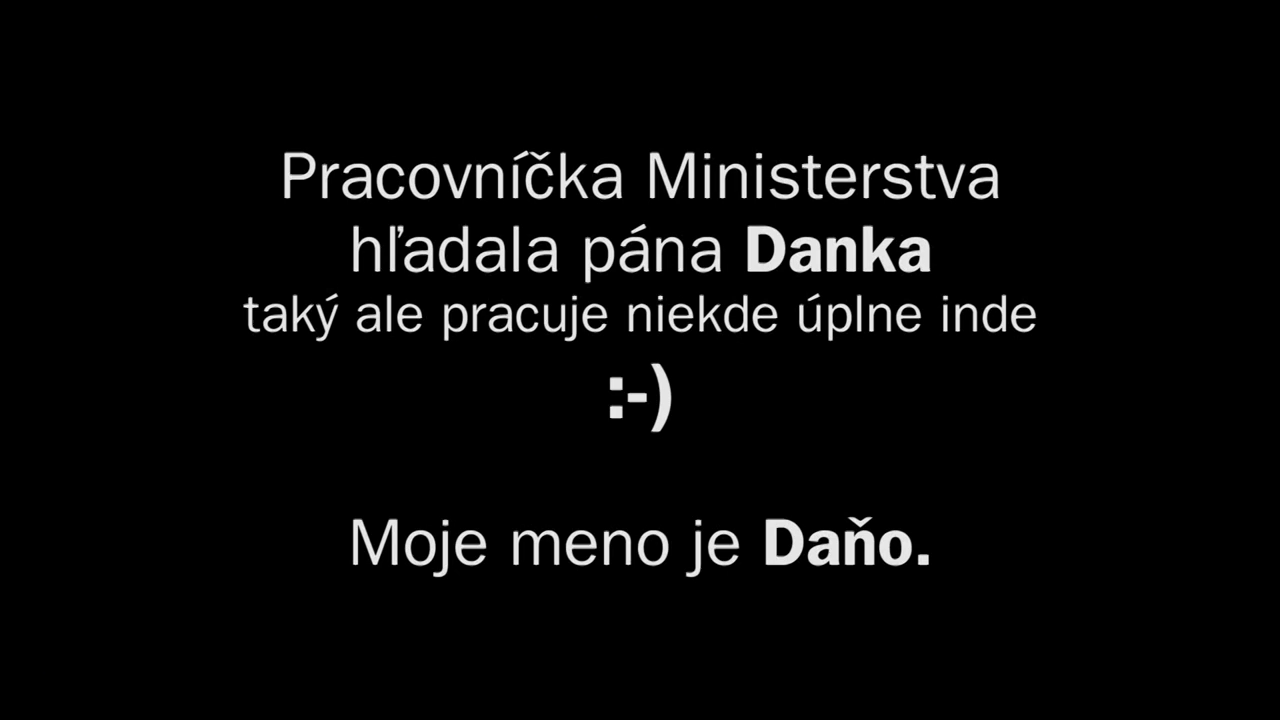 Pracovníčka Ministerstva
hľadala pána Danka
taký ale pracuje niekde úplne inde
:-)
Moje meno je Daňo.